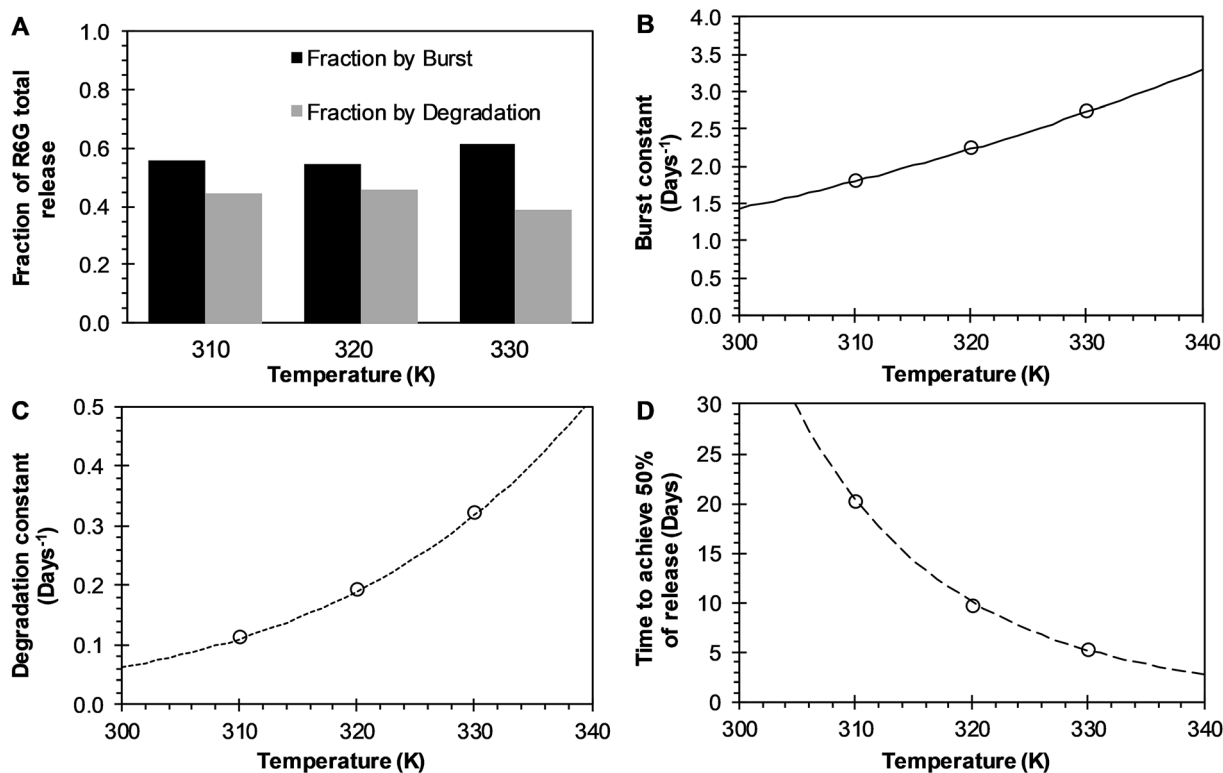 A
1.0
0.8
0.6
0.4
0.2
0.0
Fraction of R6G total
release
Fraction by Burst
Fraction by Degradation
310 320 330
Temperature (K)
B
4.0
3.5
3.0
2.5
2.0
1.5
1.0
0.5
0.0
Burst constant
(Days-1)
300 310 320 330 340
Temperature (K)
C
0.5
0.4
0.3
0.2
0.1
0.0
Degradation constant
(Days-1)
300 310 320 330 340
Temperature (K)
D
30
25
20
15
10
5
0
Time to achieve 50%
of release (Days)
300 310 320 330 340
Temperature (K)